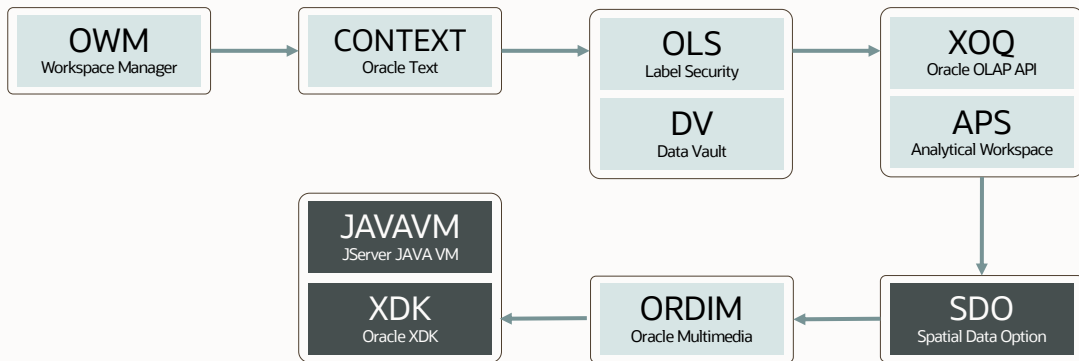 OWM
Workspace Manager
CONTEXT
Oracle Text
OLS
Label Security
DV
Data Vault
XOQ
Oracle OLAP API
APS
Analytical Workspace
SDO
Spatial Data Option
ORDIM
Oracle Multimedia
JAVAVM
JServer JAVA VM
XDK
Oracle XDK